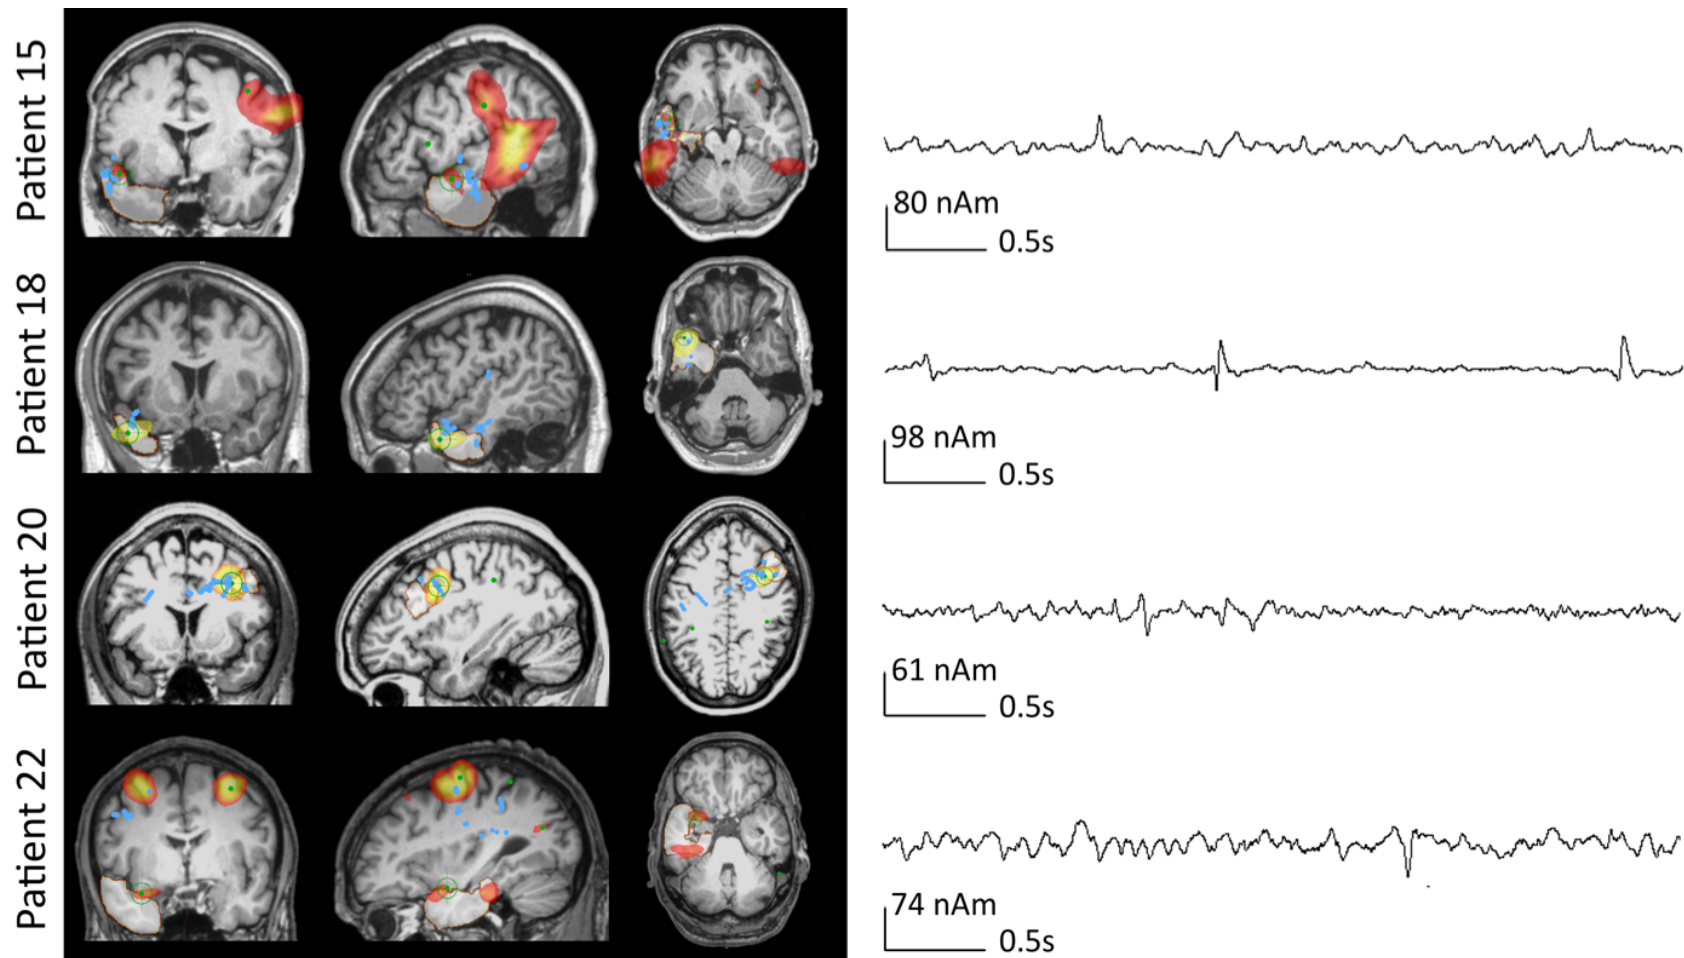 Patient 15
80 nAm
0.5s
Patient 18
98 nAm
0.5s
Patient 20
61 nAm
0.5s
Patient 22
74 nAm
0.5s